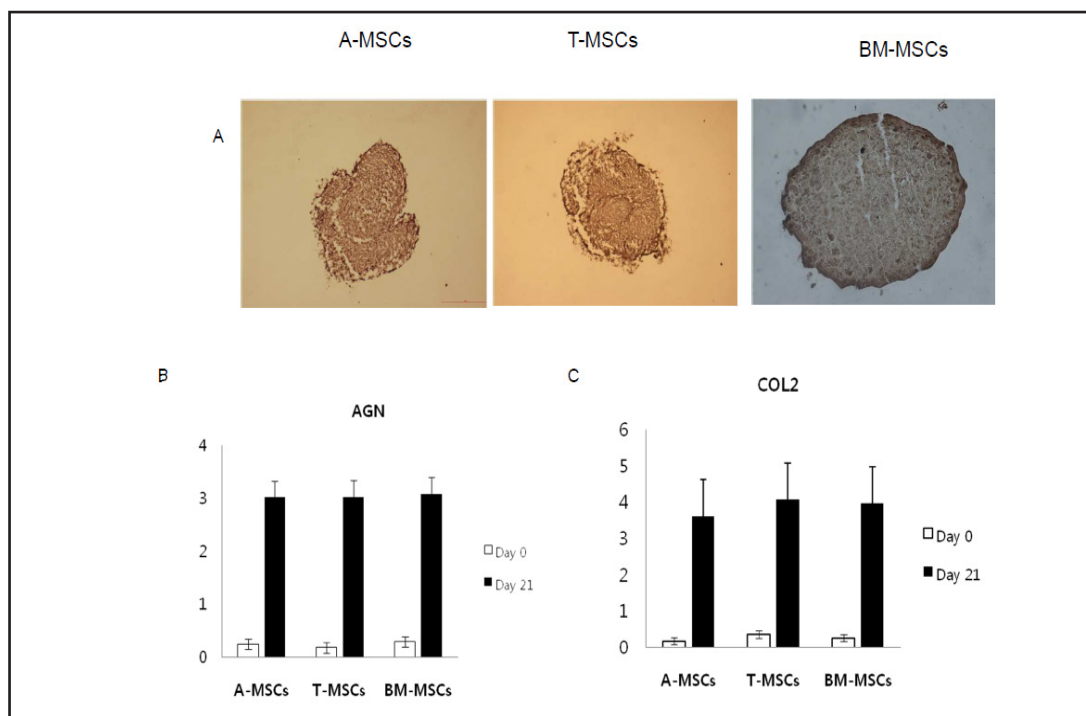 A-MSCs T-MSCs BM-MSCs
A
B
AGN
4
3
2
1
0
Day 0
Day 21
A-MSCs T-MSCs BM-MSCs
C
COL2
6
5
4
3
2
1
0
Day 0
Day 21
A-MSCs T-MSCs BM-MSCs